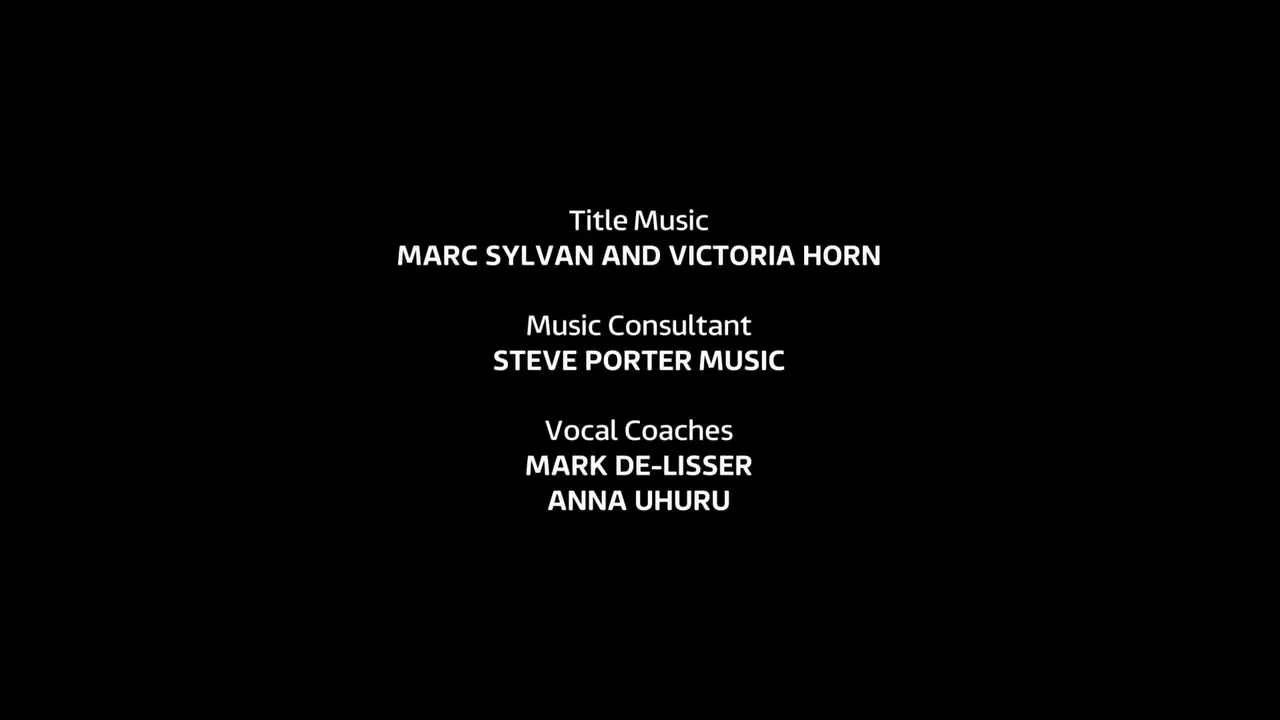 Title Music
MARC SYLVAN AND VICTORIA HORN
Music Consultant
STEVE PORTER MUSIC
Vocal Coaches
MARK DE-LISSER
ANNA UHURU